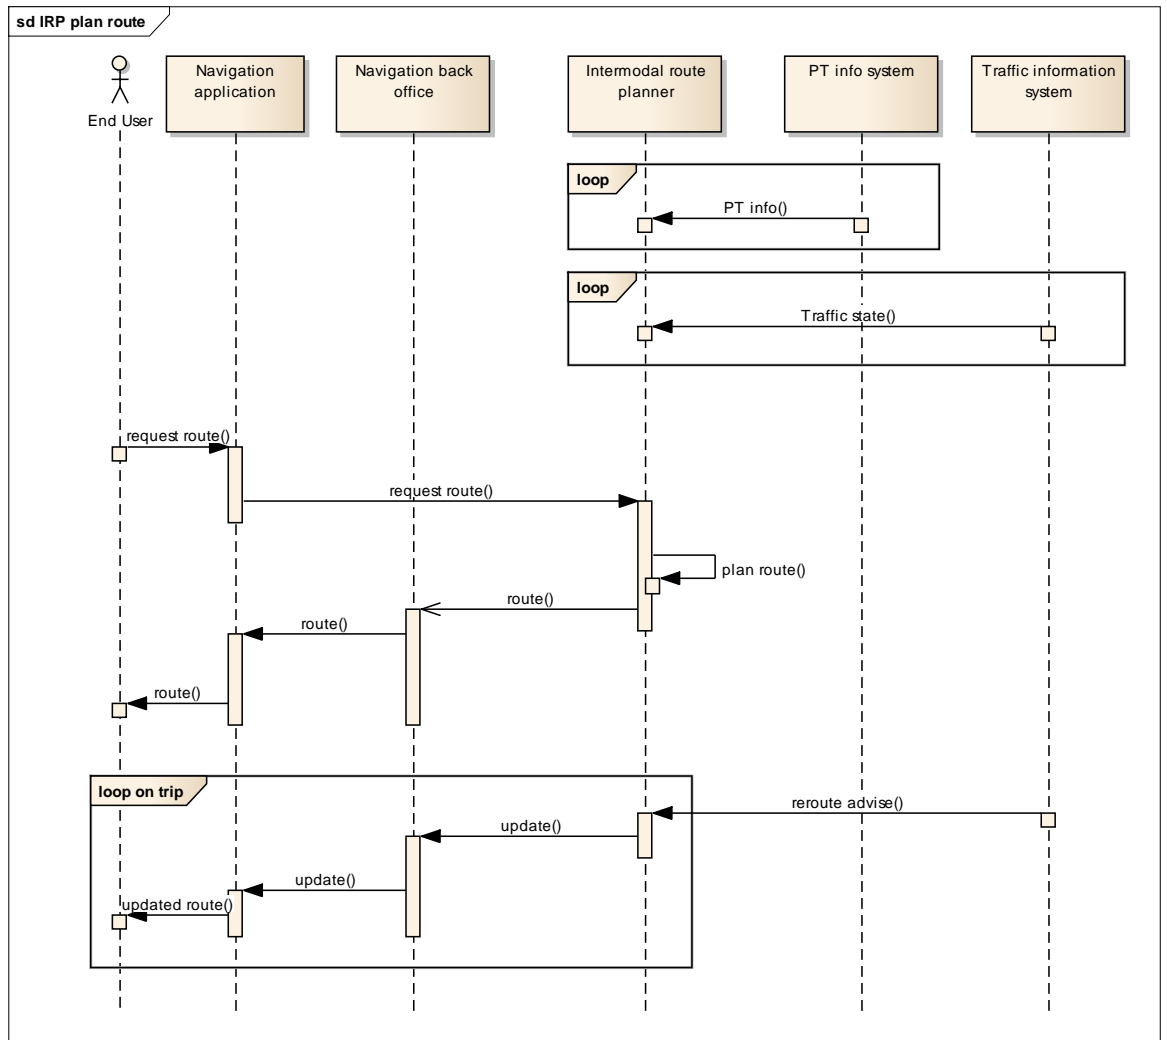 sd IRP plan route
End User
Navigation
application
Navigation back
office
Intermodal route
planner
PT info system
Traffic information
system
loop
PT info()
loop
Traffic state()
request route()
request route()
plan route()
route()
route()
route()
loop on trip
reroute advise()
update()
update()
updated route()